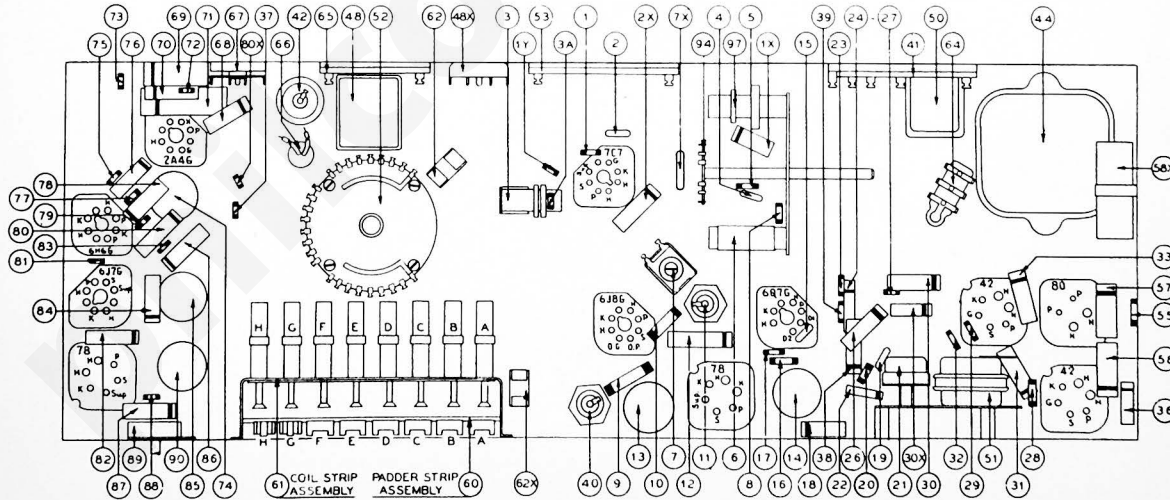 73 69 71 67 37 42 65 48 52 62 48X 3 53 1 2X 7X 4 5 39 24 27 50 44
75 76 70 72 68 80X 66 1Y 3A 2 94 97 1X 15 23 41 64
2A4G
7C7
78
77
79
80
83
81
6H6G
6J7G
84
78
58X
33
57
55
58
36
6J8G
78
6Q7G
42
80
42
H G F E D C B A
H G F E D C B A
82 89 90 86 61 COIL STRIP PADDER STRIP 60 62X 40 13 7 11 6 17 14 38 26 19 30X 32 51 28
ASSEMBLY ASSEMBLY
87 88 85 74 9 10 12 8 16 18 22 20 21 30 29 31